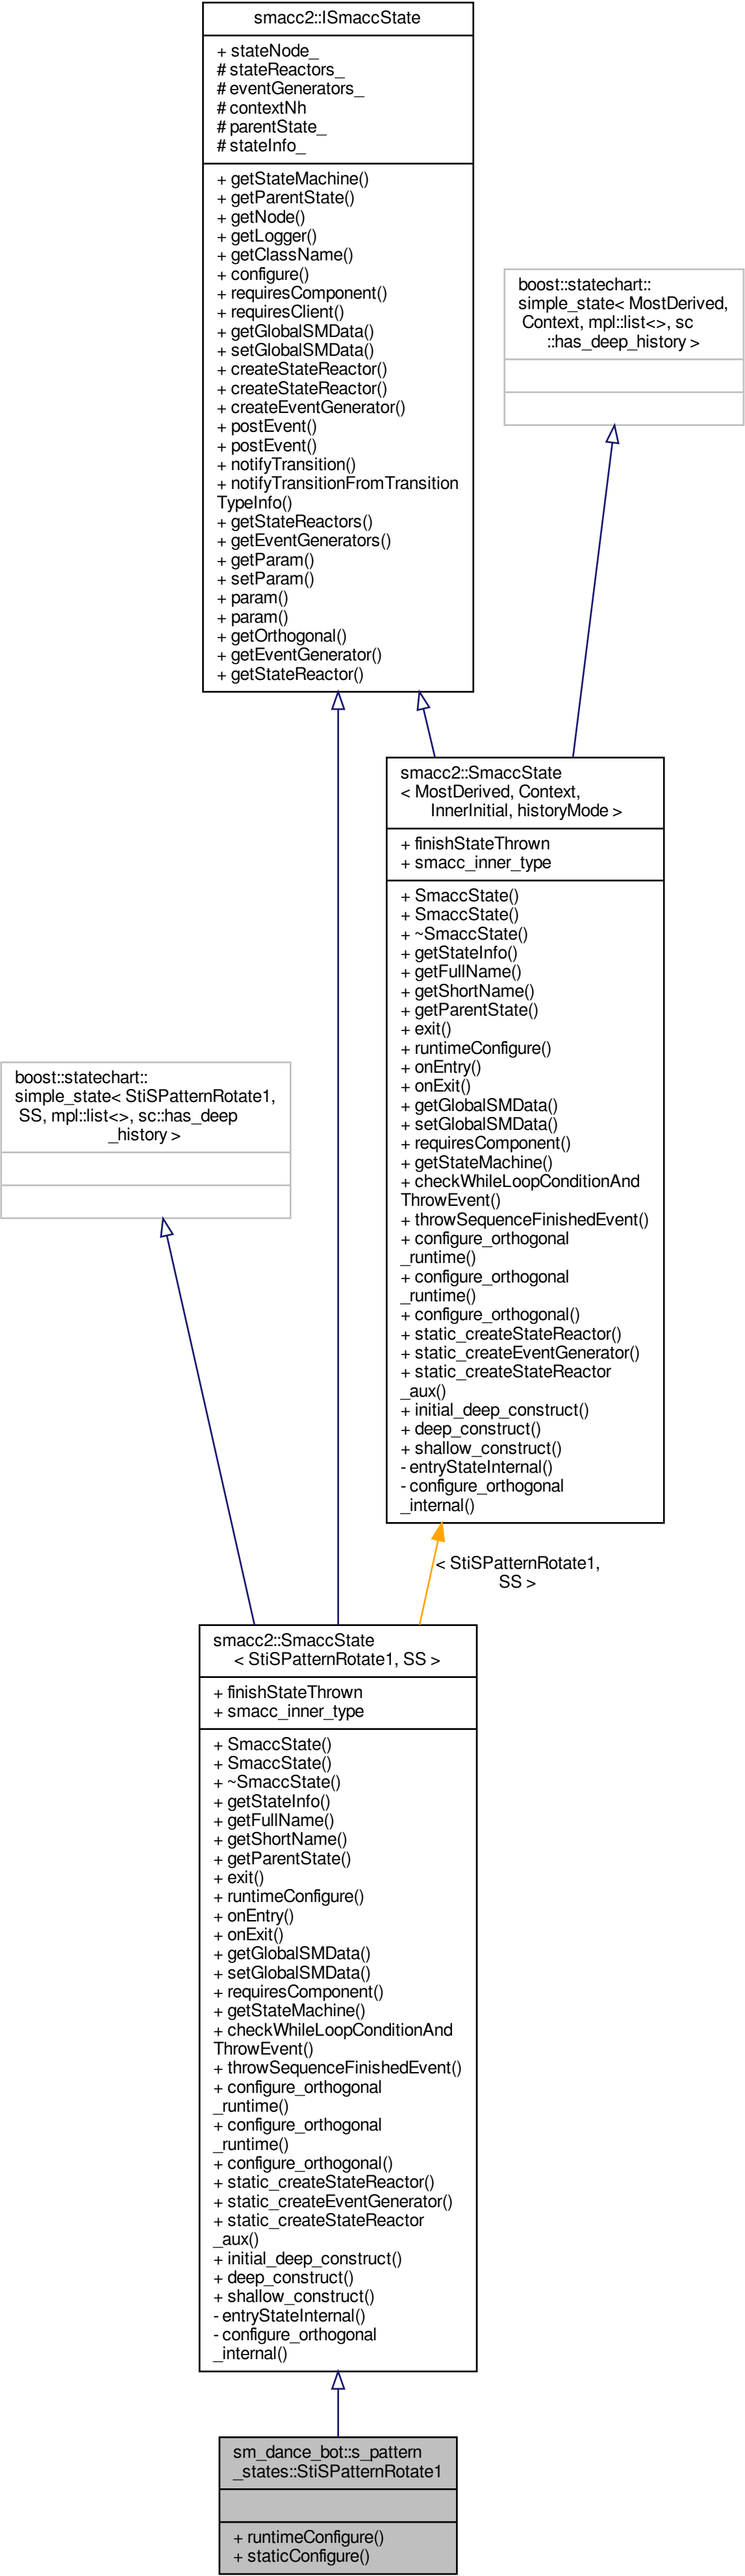 smacc2::ISmaccState
+ stateNode_
# stateReactors_
# eventGenerators_
# contextNh
# parentState_
# stateInfo_
+ getStateMachine()
+ getParentState()
+ getNode()
+ getLogger()
+ getClassName()
+ configure()
+ requiresComponent()
+ requiresClient()
+ getGlobalSMData()
+ setGlobalSMData()
+ createStateReactor()
+ createStateReactor()
+ createEventGenerator()
+ postEvent()
+ postEvent()
+ notifyTransition()
+ notifyTransitionFromTransition
TypeInfo()
+ getStateReactors()
+ getEventGenerators()
+ getParam()
+ setParam()
+ param()
+ param()
+ getOrthogonal()
+ getEventGenerator()
+ getStateReactor()
boost::statechart::
simple_state< MostDerived,
Context, mpl::list<>, sc
::has_deep_history >
smacc2::SmaccState
< MostDerived, Context,
InnerInitial, historyMode >
+ finishStateThrown
+ smacc_inner_type
+ SmaccState()
+ SmaccState()
+ ~SmaccState()
+ getStateInfo()
+ getFullName()
+ getShortName()
+ getParentState()
+ exit()
+ runtimeConfigure()
+ onEntry()
+ onExit()
+ getGlobalSMData()
+ setGlobalSMData()
+ requiresComponent()
+ getStateMachine()
+ checkWhileLoopConditionAnd
ThrowEvent()
+ throwSequenceFinishedEvent()
+ configure_orthogonal
_runtime()
+ configure_orthogonal
_runtime()
+ configure_orthogonal()
+ static_createStateReactor()
+ static_createEventGenerator()
+ static_createStateReactor
_aux()
+ initial_deep_construct()
+ deep_construct()
+ shallow_construct()
- entryStateInternal()
- configure_orthogonal
_internal()
boost::statechart::
simple_state< StiSPatternRotate1,
SS, mpl::list<>, sc::has_deep
_history >
< StiSPatternRotate1,
SS >
smacc2::SmaccState
< StiSPatternRotate1, SS >
+ finishStateThrown
+ smacc_inner_type
+ SmaccState()
+ SmaccState()
+ ~SmaccState()
+ getStateInfo()
+ getFullName()
+ getShortName()
+ getParentState()
+ exit()
+ runtimeConfigure()
+ onEntry()
+ onExit()
+ getGlobalSMData()
+ setGlobalSMData()
+ requiresComponent()
+ getStateMachine()
+ checkWhileLoopConditionAnd
ThrowEvent()
+ throwSequenceFinishedEvent()
+ configure_orthogonal
_runtime()
+ configure_orthogonal
_runtime()
+ configure_orthogonal()
+ static_createStateReactor()
+ static_createEventGenerator()
+ static_createStateReactor
_aux()
+ initial_deep_construct()
+ deep_construct()
+ shallow_construct()
- entryStateInternal()
- configure_orthogonal
_internal()
sm_dance_bot::s_pattern
_states::StiSPatternRotate1
+ runtimeConfigure()
+ staticConfigure()